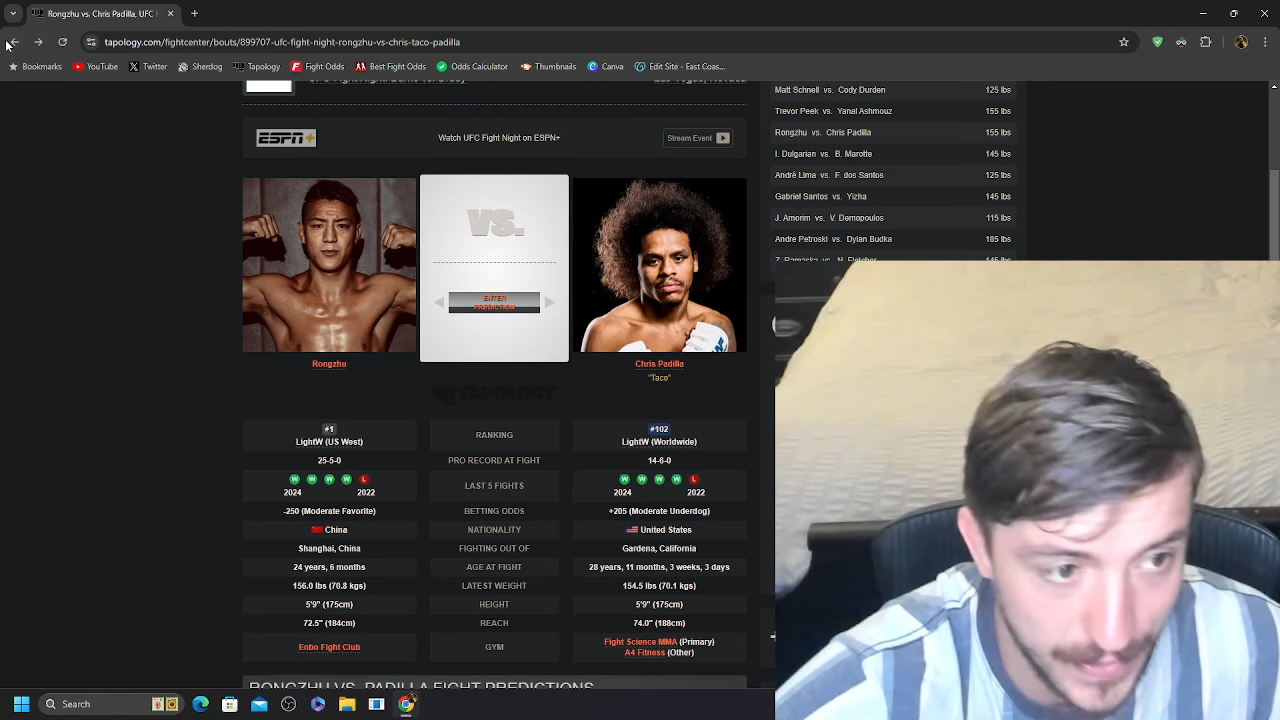 Rongzhu vs. Chris Padilla, UFC F
tapology.com/fightcenter/bouts/899707-ufc-fight-night-rongzhu-vs-chris-taco-padilla
Bookmarks YouTube Twitter Sherdog Tapology Fight Odds Best Fight Odds Odds Calculator Thumbnails Canva Edit Site - East Coas...
Matt Schnell vs. Cody Durden 125 lbs
Trevor Peek vs. Yanal Ashmouz 155 lbs
Rongzhu vs. Chris Padilla 155 lbs
I. Dulgarian vs. B. Marotte 145 lbs
André Lima vs. F. dos Santos 125 lbs
Gabriel Santos vs. Yizha 145 lbs
J. Amorim vs. V. Demopoulos 115 lbs
Andre Petroski vs. Dylan Budka 185 lbs
ESPN+ Watch UFC Fight Night on ESPN+ Stream Event
VS.
ENTER
PREDICTION
Rongzhu Chris Padilla
"Taco"
TAPOLOGY
#1 RANKING #102
LightW (US West) LightW (Worldwide)
25-5-0 PRO RECORD AT FIGHT 14-6-0
W W W W L LAST 5 FIGHTS W W W W L
2024 2022 2024 2022
-250 (Moderate Favorite) BETTING ODDS +205 (Moderate Underdog)
China NATIONALITY United States
Shanghai, China FIGHTING OUT OF Gardena, California
24 years, 6 months AGE AT FIGHT 28 years, 11 months, 3 weeks, 3 days
156.0 lbs (70.8 kgs) LATEST WEIGHT 154.5 lbs (70.1 kgs)
5'9" (175cm) HEIGHT 5'9" (175cm)
72.5" (184cm) REACH 74.0" (188cm)
Enbo Fight Club GYM Fight Science MMA (Primary)
A4 Fitness (Other)
RONGZHU VS. PADILLA FIGHT PREDICTIONS
Search